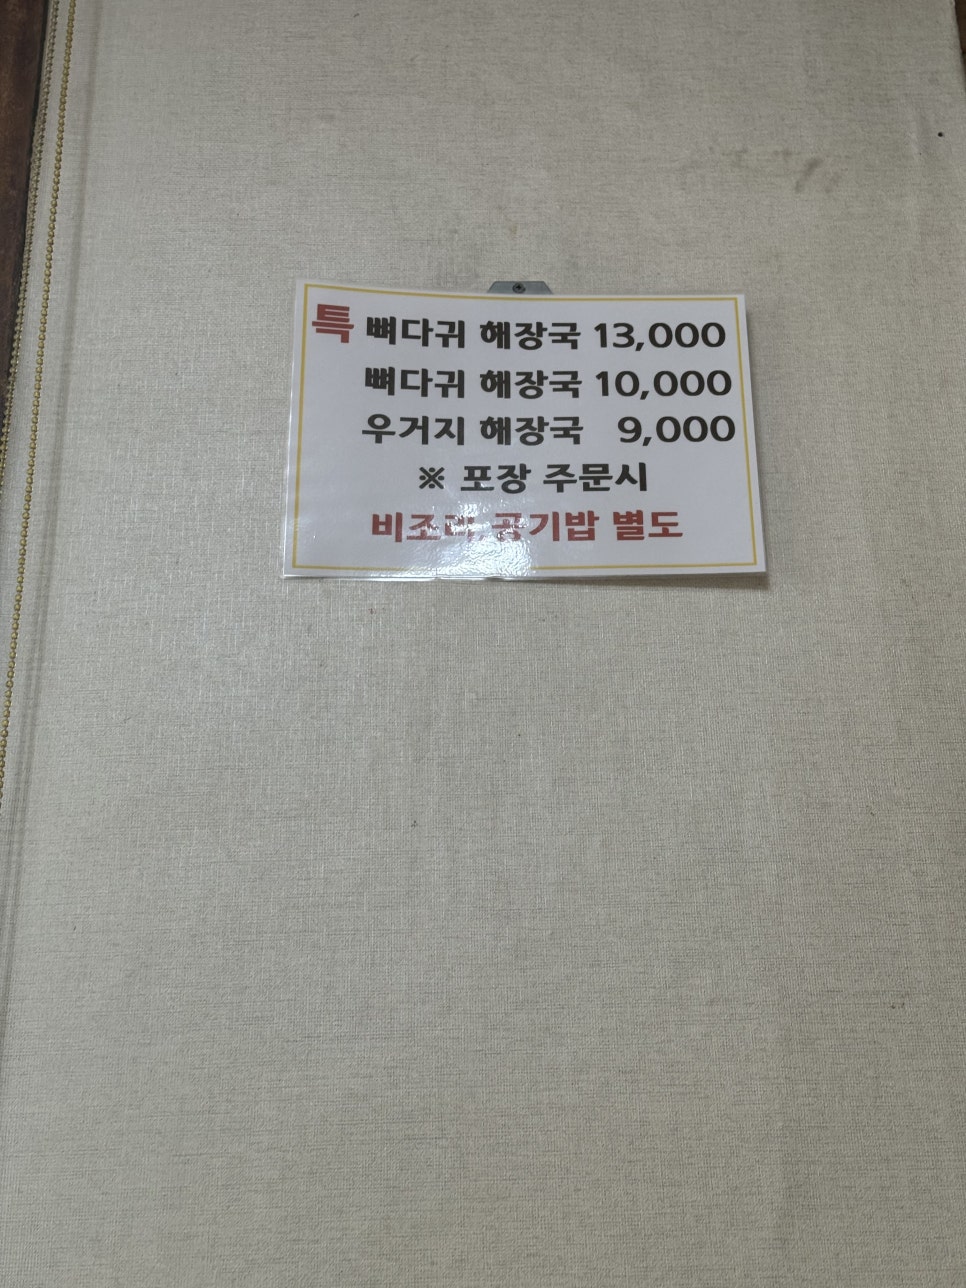 특 뼈다귀 해장국 13,000
뼈다귀 해장국 10,000
우거지 해장국 9,000
※ 포장 주문시
비조리,공기밥 별도